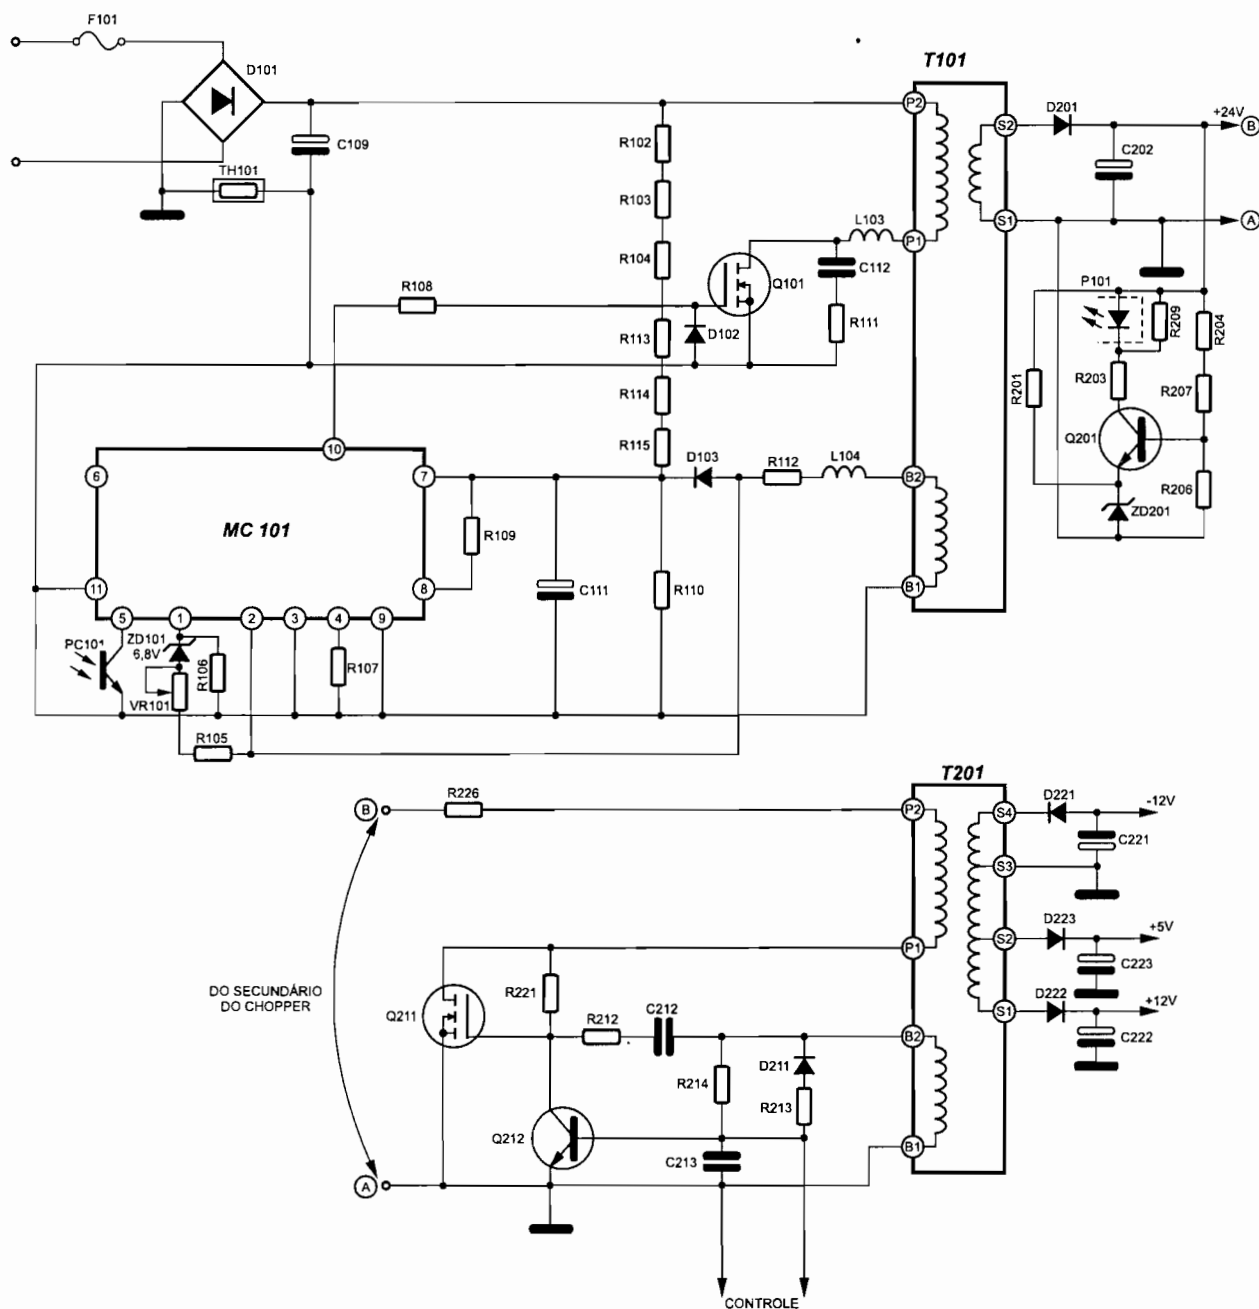 F101
D101
C109
TH101
R102
R103
R104
R108
Q101
D102
R113
R114
R115
L103
C112
R111
T101
P2
P1
B2
B1
S2
S1
D201
+24V
B
C202
A
P101
R209
R204
R201
R203
R207
Q201
R206
ZD201
10
6
7
MC 101
11
8
5
1
2
3
4
9
R109
C111
D103
R112
L104
R110
PC101
ZD101
6,8V
R106
VR101
R107
R105
T201
B
R226
P2
P1
B2
B1
S4
S3
S2
S1
D221
-12V
C221
D223
+5V
C223
D222
+12V
C222
DO SECUNDÁRIO
DO CHOPPER
Q211
R221
R212
C212
R214
D211
R213
Q212
C213
A
CONTROLE